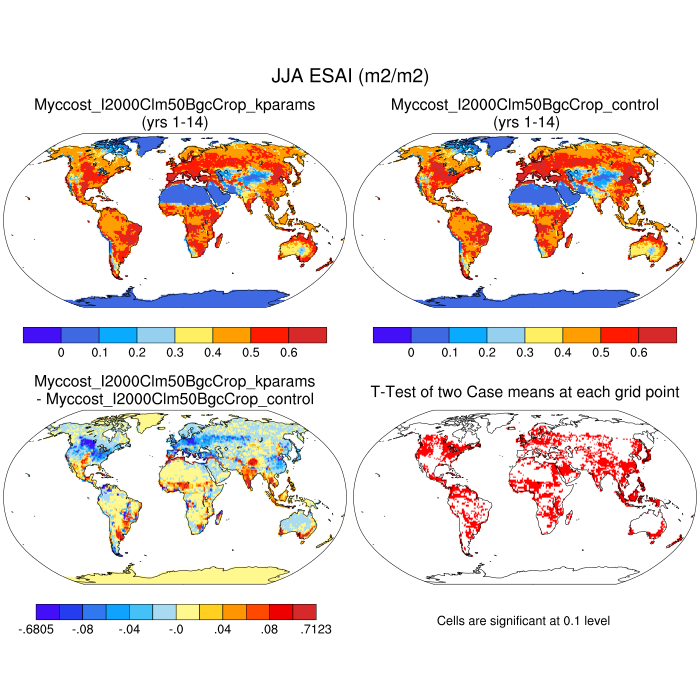 JJA ESAI (m2/m2)
Myccost_I2000Clm50BgcCrop_kparams
(yrs 1-14)
Myccost_I2000Clm50BgcCrop_control
(yrs 1-14)
0 0.1 0.2 0.3 0.4 0.5 0.6
0 0.1 0.2 0.3 0.4 0.5 0.6
Myccost_I2000Clm50BgcCrop_kparams
- Myccost_I2000Clm50BgcCrop_control
T-Test of two Case means at each grid point
-.6805 -.08 -.04 -.0 .04 .08 .7123
Cells are significant at 0.1 level